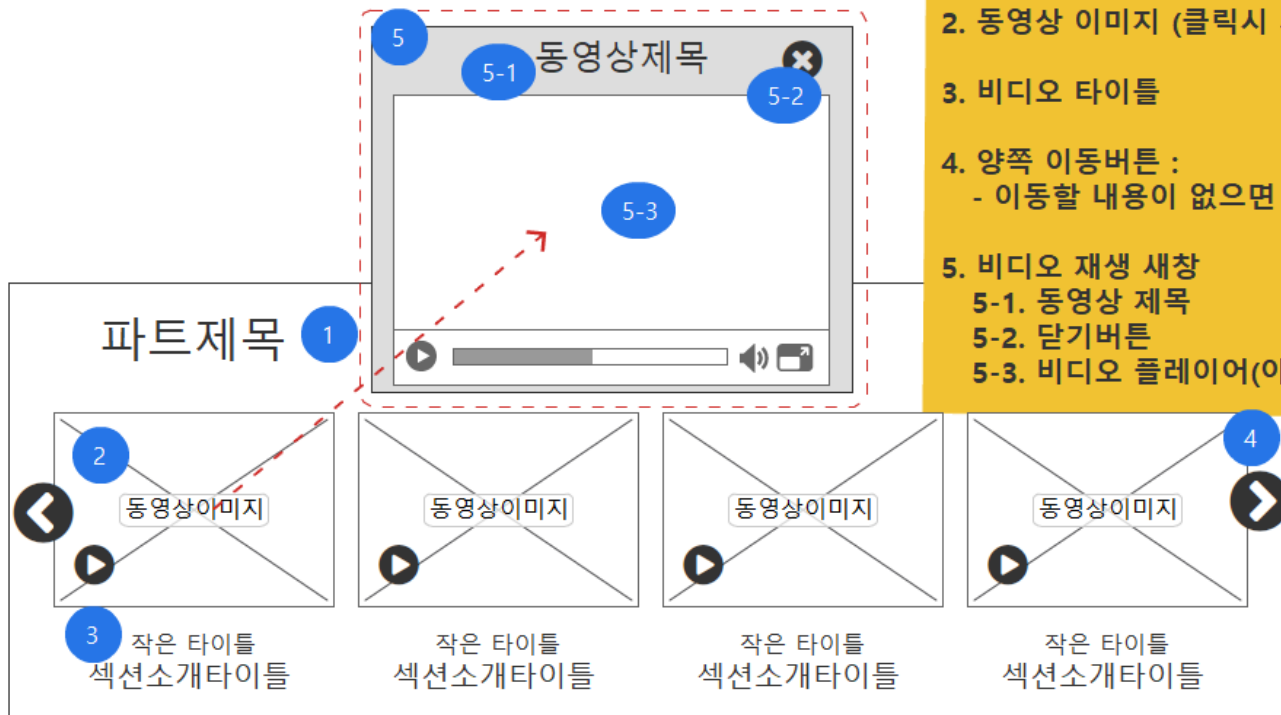 5
5-1
동영상제목
5-2
5-3
파트제목
1
2
동영상이미지
동영상이미지
동영상이미지
동영상이미지
4
3
작은 타이틀
섹션소개타이틀
작은 타이틀
섹션소개타이틀
작은 타이틀
섹션소개타이틀
작은 타이틀
섹션소개타이틀
2. 동영상 이미지 (클릭시
3. 비디오 타이틀
4. 양쪽 이동버튼 :
- 이동할 내용이 없으면
5. 비디오 재생 새창
5-1. 동영상 제목
5-2. 닫기버튼
5-3. 비디오 플레이어(